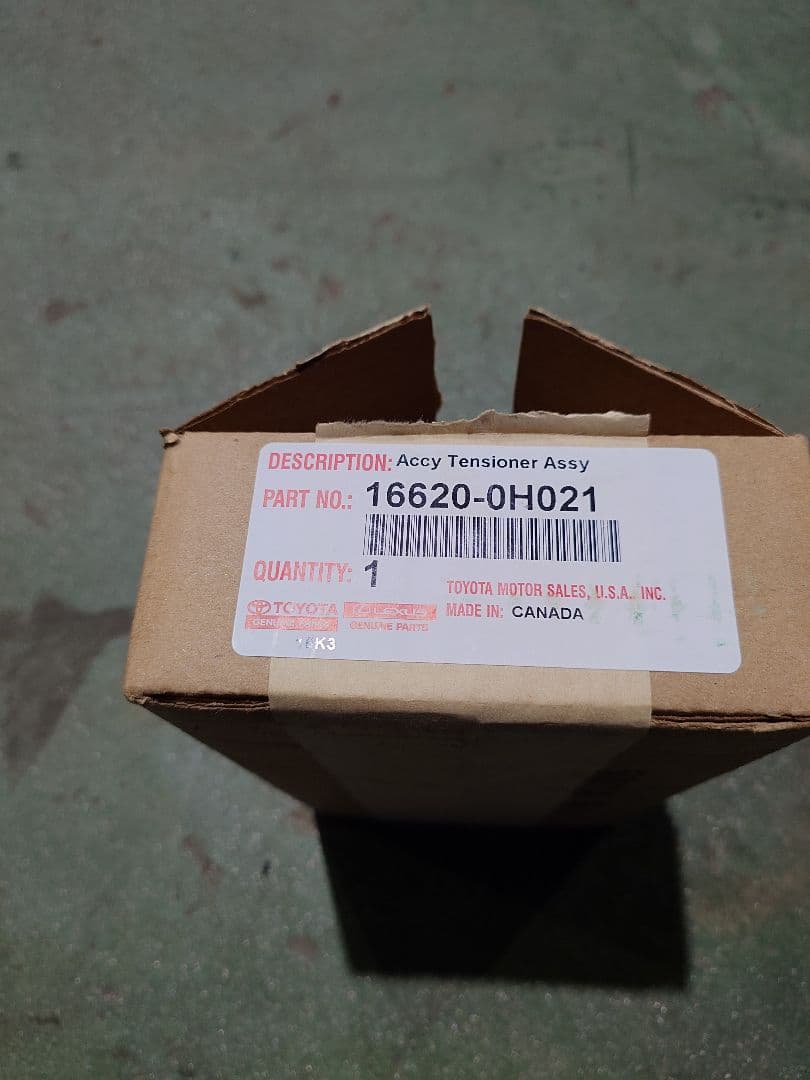 DESCRIPTION: Accy Tensioner Assy
PART NO.: 16620-0H021
QUANTITY: 1
TOYOTA MOTOR SALES, U.S.A. INC.
MADE IN: CANADA
TOYOTA LEXUS
GENUINE PARTS GENUINE PARTS
K3